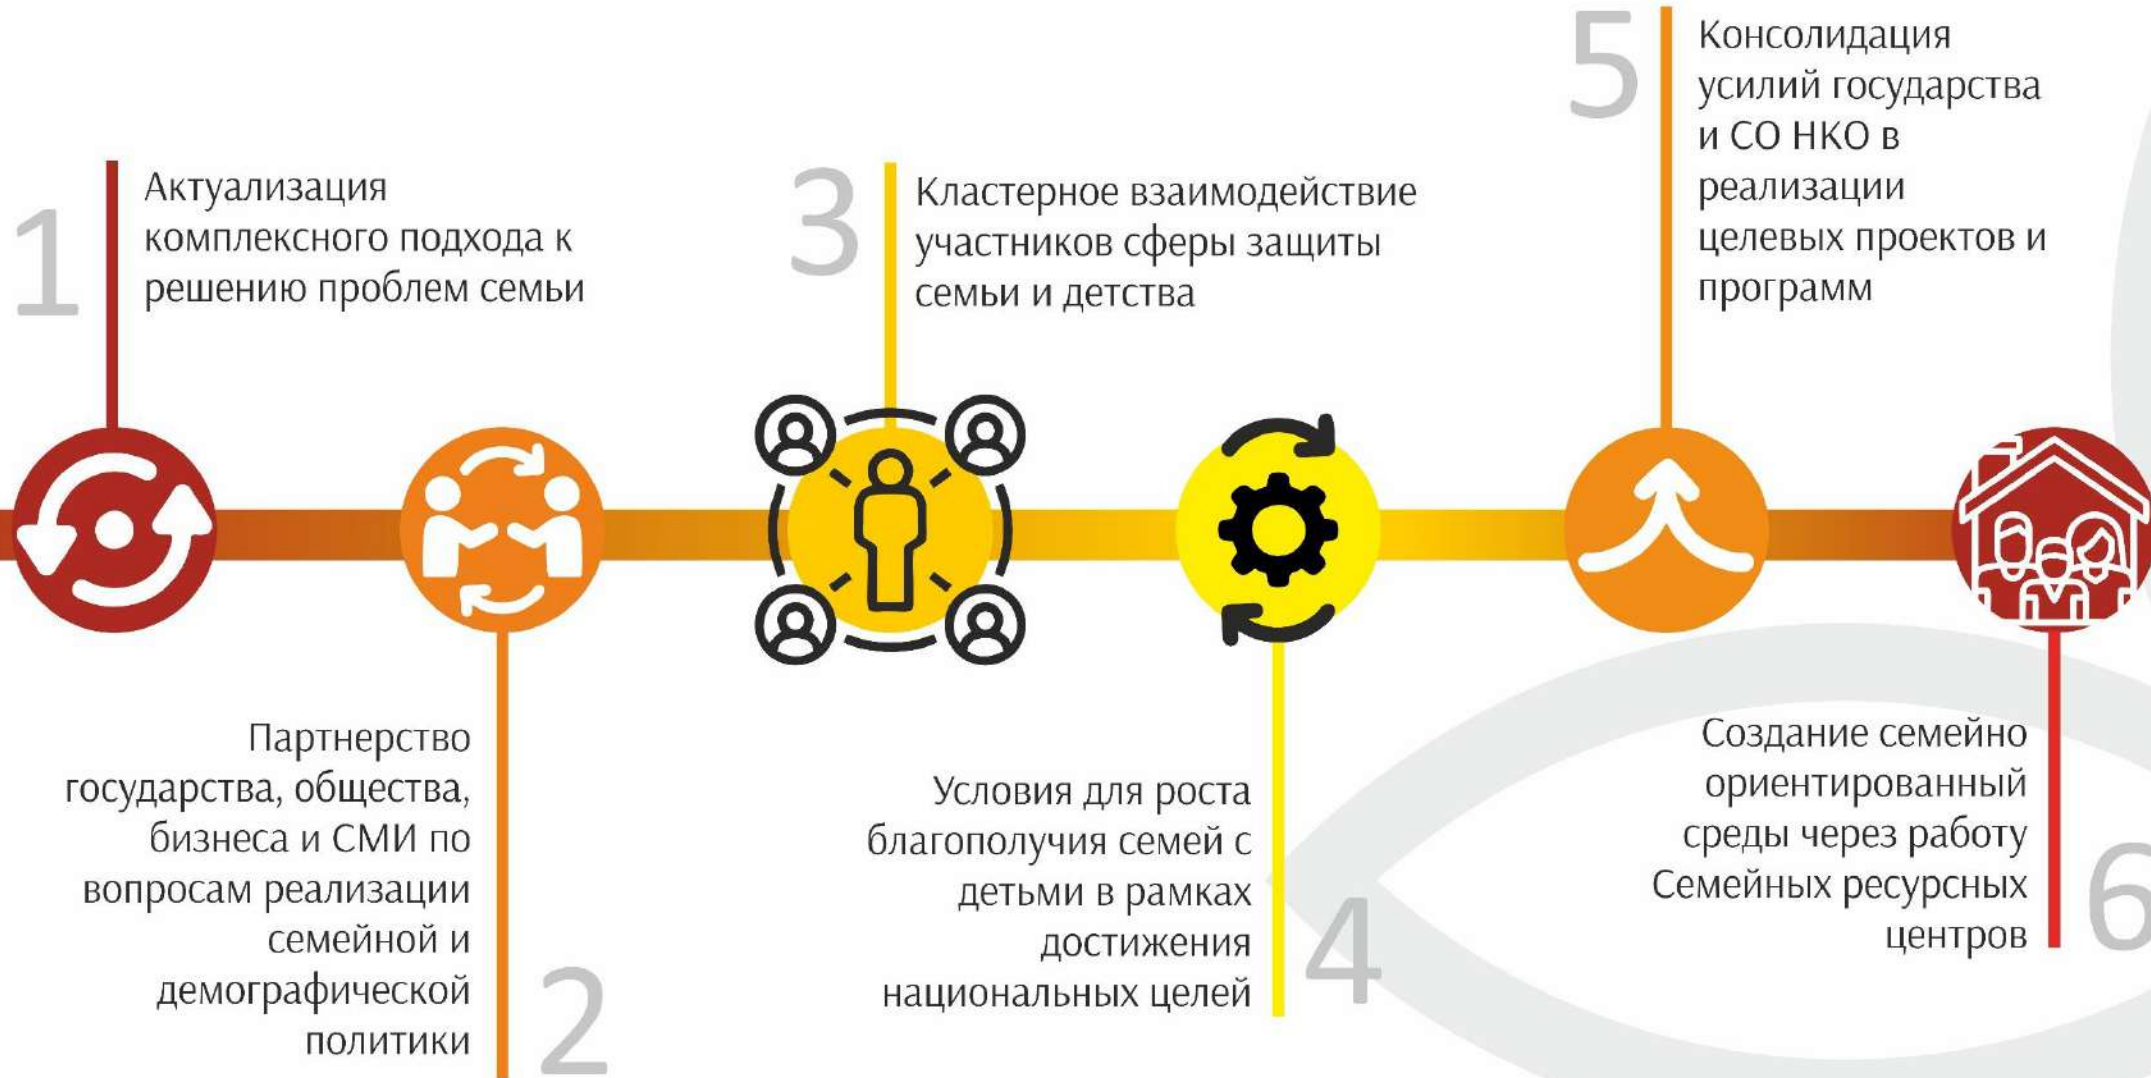 1
Актуализация
комплексного подхода к
решению проблем семьи
2
Партнерство
государства, общества,
бизнеса и СМИ по
вопросам реализации
семейной и
демографической
политики
3
Кластерное взаимодействие
участников сферы защиты
семьи и детства
4
Условия для роста
благополучия семей с
детьми в рамках
достижения
национальных целей
5
Консолидация
усилий государства
и СО НКО в
реализации
целевых проектов и
программ
6
Создание семейно
ориентированный
среды через работу
Семейных ресурсных
центров